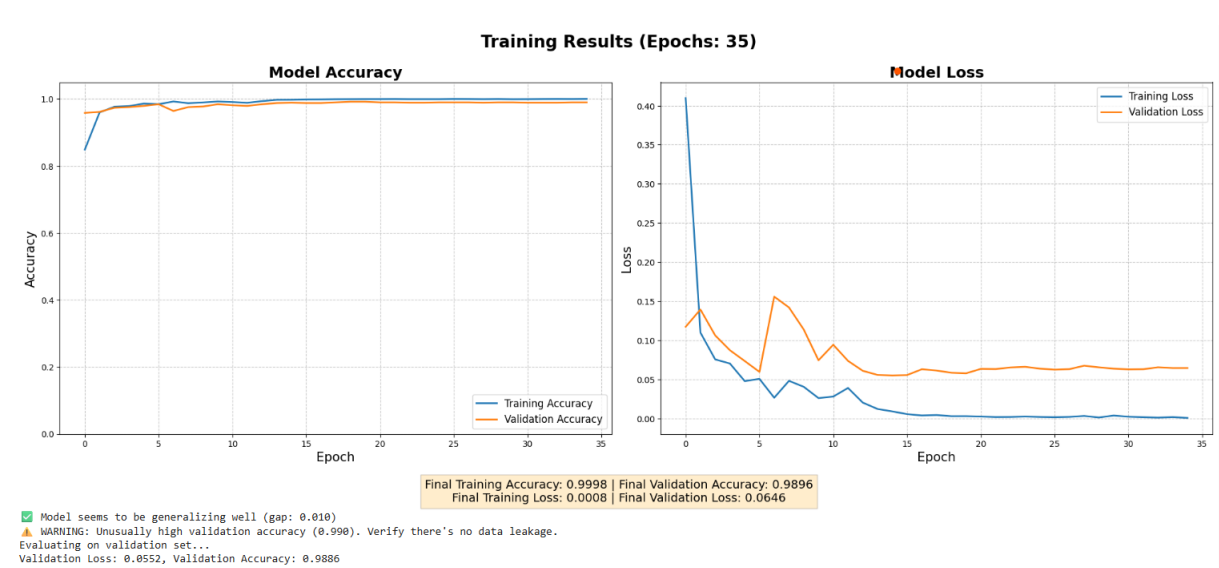 Training Results (Epochs: 35)
Model Accuracy
1.0
0.8
0.6
0.4
0.2
0.0
Accuracy
0
5
10
15
20
25
30
35
Epoch
Training Accuracy
Validation Accuracy
Model Loss
0.40
0.35
0.30
0.25
0.20
0.15
0.10
0.05
0.00
Loss
0
5
10
15
20
25
30
35
Epoch
Training Loss
Validation Loss
Final Training Accuracy: 0.9998 | Final Validation Accuracy: 0.9896
Final Training Loss: 0.0008 | Final Validation Loss: 0.0646
✅ Model seems to be generalizing well (gap: 0.010)
⚠️ WARNING: Unusually high validation accuracy (0.990). Verify there's no data leakage.
Evaluating on validation set...
Validation Loss: 0.0552, Validation Accuracy: 0.9886